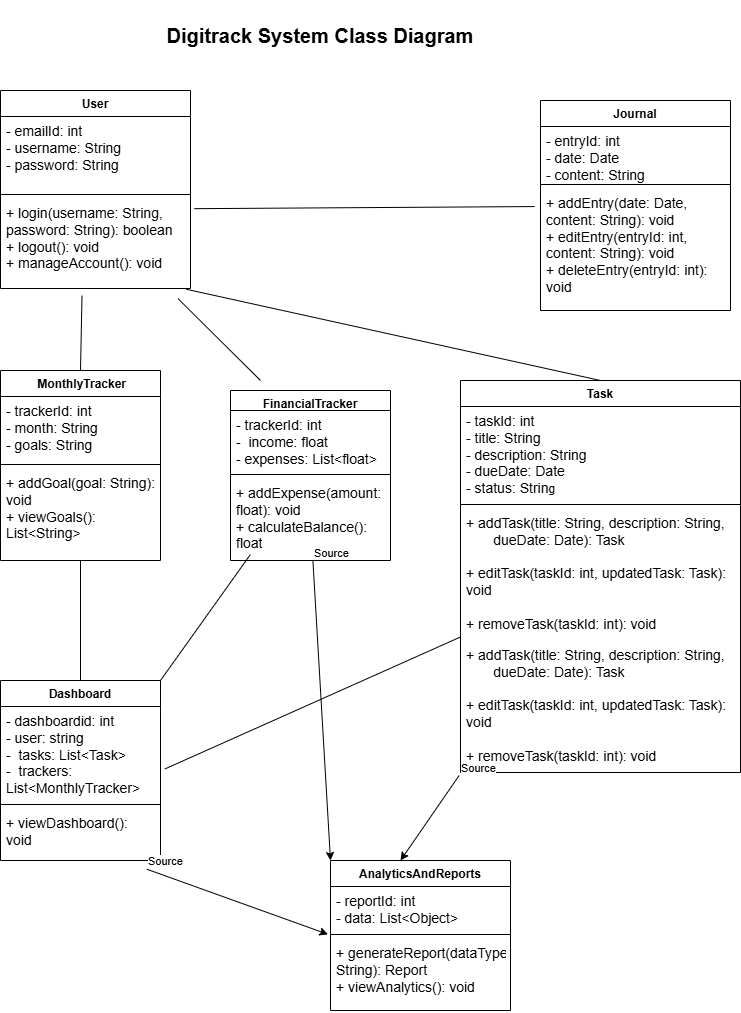 Digitrack System Class Diagram
User
- emailId: int
- username: String
- password: String
+ login(username: String,
password: String): boolean
+ logout(): void
+ manageAccount(): void
Journal
- entryId: int
- date: Date
- content: String
+ addEntry(date: Date,
content: String): void
+ editEntry(entryId: int,
content: String): void
+ deleteEntry(entryId: int):
void
MonthlyTracker
- trackerId: int
- month: String
- goals: String
+ addGoal(goal: String):
void
+ viewGoals():
List<String>
FinancialTracker
- trackerId: int
- income: float
- expenses: List<float>
+ addExpense(amount:
float): void
+ calculateBalance():
float
Source
Task
- taskId: int
- title: String
- description: String
- dueDate: Date
- status: String
+ addTask(title: String, description: String,
dueDate: Date): Task
+ editTask(taskId: int, updatedTask: Task):
void
+ removeTask(taskId: int): void
+ addTask(title: String, description: String,
dueDate: Date): Task
+ editTask(taskId: int, updatedTask: Task):
void
+ removeTask(taskId: int): void
Source
Dashboard
- dashboardid: int
- user: string
- tasks: List<Task>
- trackers:
List<MonthlyTracker>
+ viewDashboard():
void
Source
AnalyticsAndReports
- reportId: int
- data: List<Object>
+ generateReport(dataType
String): Report
+ viewAnalytics(): void